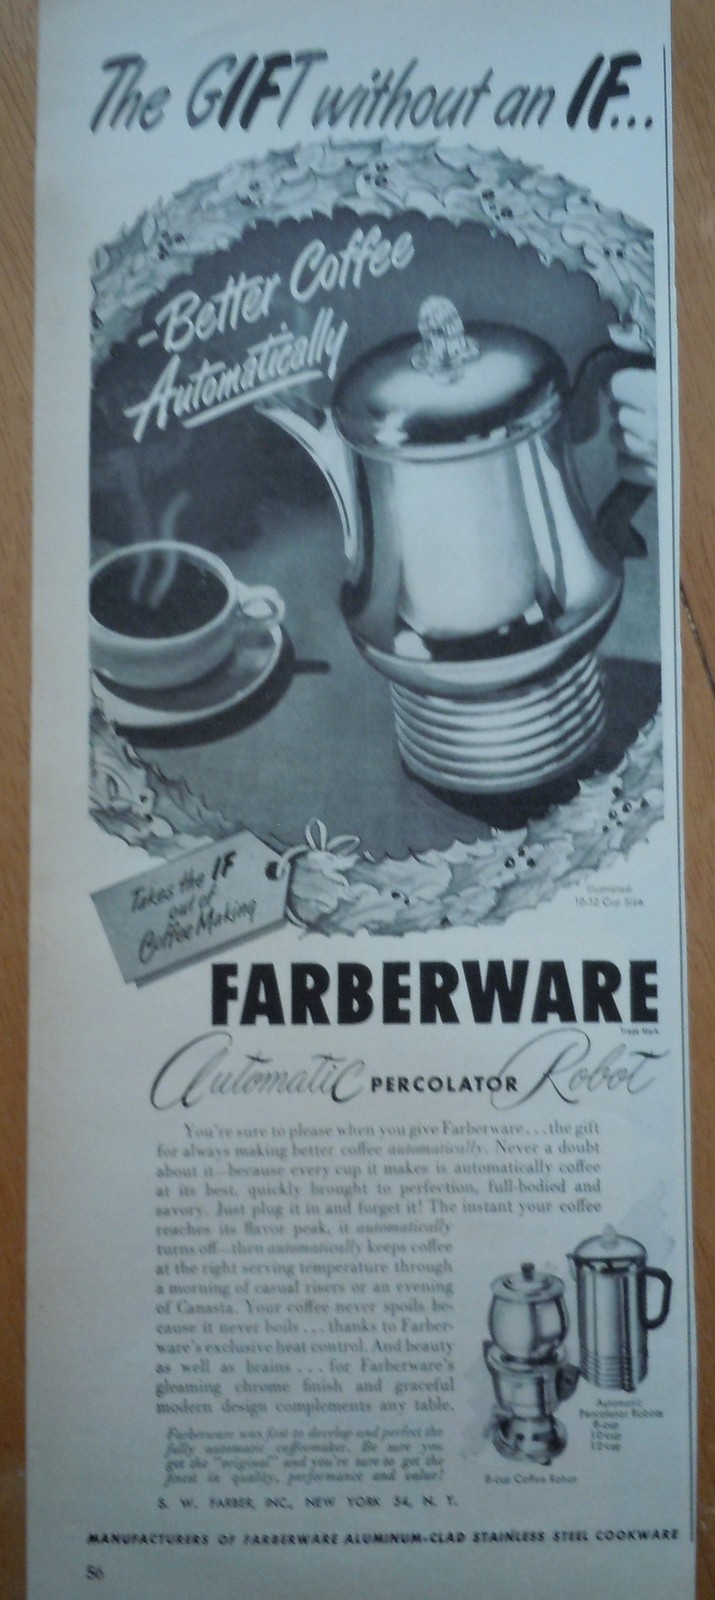 The GIFT without an IF...
-Better Coffee
Automatically
Takes the IF
out of
Coffee Making
Illustrated:
10-12 Cup Size
FARBERWARE
Trade Mark
Automatic PERCOLATOR Robot
You're sure to please when you give Farberware...the gift
for always making better coffee automatically. Never a doubt
about it—because every cup it makes is automatically coffee
at its best, quickly brought to perfection, full-bodied and
savory. Just plug it in and forget it! The instant your coffee
reaches its flavor peak, it automatically
turns off—then automatically keeps coffee
at the right serving temperature through
a morning of casual risers or an evening
of Canasta. Your coffee never spoils be-
cause it never boils...thanks to Farber-
ware's exclusive heat control. And beauty
as well as brains...for Farberware's
gleaming chrome finish and graceful
modern design complements any table.
Farberware was first to develop and perfect the
fully automatic coffeemaker. Be sure you
get the "original" and you're sure to get the
finest in quality, performance and value!
Automatic
Percolator Robots
8-cup
10-cup
12-cup
8-cup Coffee Robot
S. W. FARBER, INC., NEW YORK 54, N. Y.
MANUFACTURERS OF FARBERWARE ALUMINUM-CLAD STAINLESS STEEL COOKWARE
56